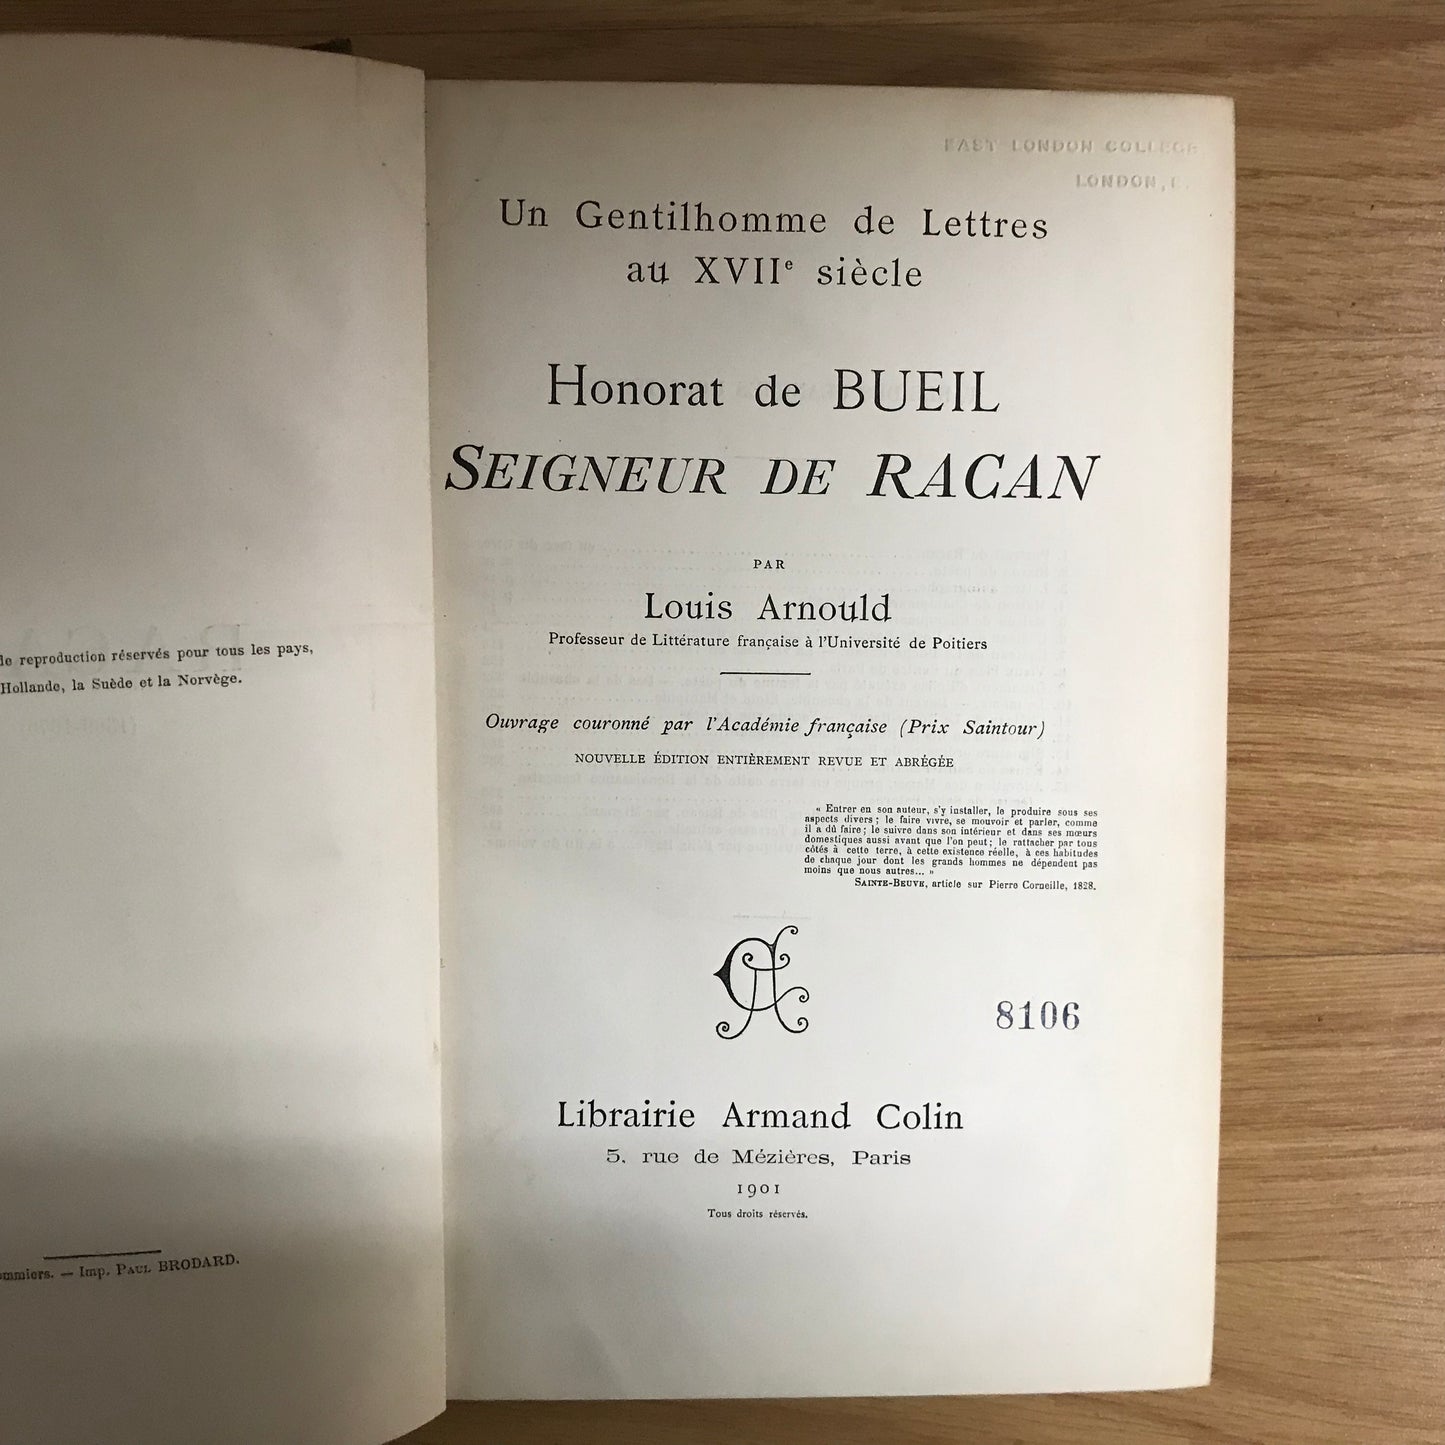 de reproduction réservés pour tous les pays,
Hollande, la Suède et la Norvège.
Imp. PAUL BRODARD.
EAST LONDON COLLEGE
LONDON, E.
Un Gentilhomme de Lettres
au XVIIe siècle
Honorat de BUEIL
SEIGNEUR DE RACAN
PAR
Louis Arnould
Professeur de Littérature française à l'Université de Poitiers
Ouvrage couronné par l'Académie française (Prix Saintour)
NOUVELLE ÉDITION ENTIÈREMENT REVUE ET ABRÉGÉE
« Entrer en son auteur, s'y installer, le produire sous ses
aspects divers ; le faire vivre, se mouvoir et parler, comme
il a dû faire ; le suivre dans son intérieur et dans ses mœurs
domestiques aussi avant que l'on peut ; le rattacher par tous
côtés à cette terre, à cette existence réelle, à ces habitudes
de chaque jour dont les grands hommes ne dépendent pas
moins que nous autres... »
SAINTE-BEUVE, article sur Pierre Corneille, 1828.
8106
Librairie Armand Colin
5, rue de Mézières, Paris
1901
Tous droits réservés.